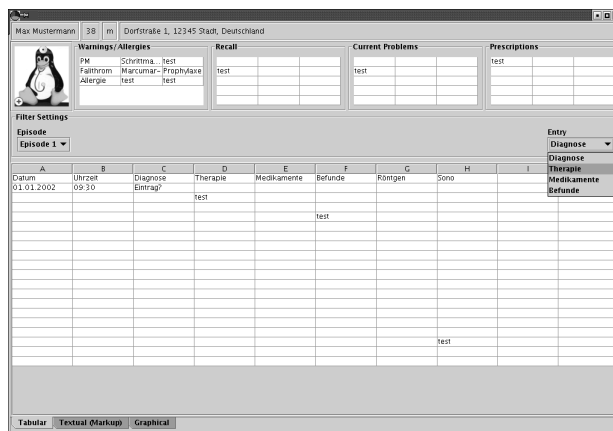 Max Mustermann 38 m Dorfstraße 1, 12345 Stadt, Deutschland
Warnings/Allergies Recall Current Problems Prescriptions
PM Schrittma... test test
Falithrom Marcumar- Prophylaxe test test
Allergie test test
Filter Settings
Episode Entry
Episode 1 Diagnose
Diagnose
Therapie
Medikamente
Befunde
A B C D E F G H I
Datum Uhrzeit Diagnose Therapie Medikamente Befunde Röntgen Sono
01.01.2002 09:30 Eintrag?
test
test
test
Tabular Textual (Markup) Graphical